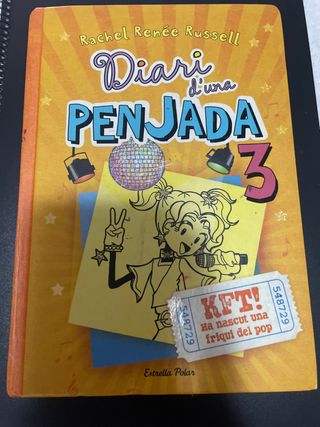 Rachel Renée Russell
Diari
d'una
PENJADA
3
KFT!
Ha nascut una
friqui del pop
548729
548729
Estrella Polar